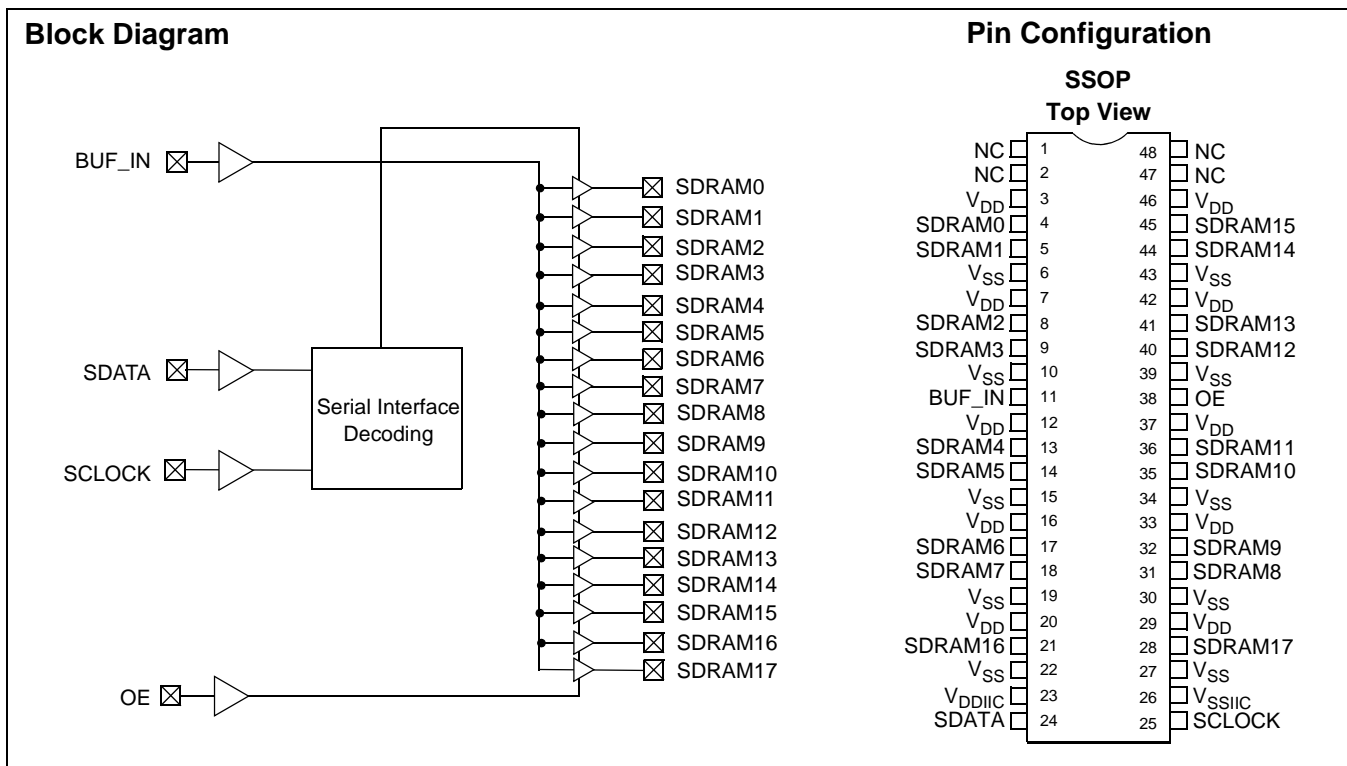 Block Diagram
BUF_IN
SDATA
SCLOCK
OE
Serial Interface
Decoding
SDRAM0
SDRAM1
SDRAM2
SDRAM3
SDRAM4
SDRAM5
SDRAM6
SDRAM7
SDRAM8
SDRAM9
SDRAM10
SDRAM11
SDRAM12
SDRAM13
SDRAM14
SDRAM15
SDRAM16
SDRAM17
Pin Configuration
SSOP
Top View
NC 1 48 NC
NC 2 47 NC
VDD 3 46 VDD
SDRAM0 4 45 SDRAM15
SDRAM1 5 44 SDRAM14
VSS 6 43 VSS
VDD 7 42 VDD
SDRAM2 8 41 SDRAM13
SDRAM3 9 40 SDRAM12
VSS 10 39 VSS
BUF_IN 11 38 OE
VDD 12 37 VDD
SDRAM4 13 36 SDRAM11
SDRAM5 14 35 SDRAM10
VSS 15 34 VSS
VDD 16 33 VDD
SDRAM6 17 32 SDRAM9
SDRAM7 18 31 SDRAM8
VSS 19 30 VSS
VDD 20 29 VDD
SDRAM16 21 28 SDRAM17
VSS 22 27 VSS
VDDIIC 23 26 VSSIIC
SDATA 24 25 SCLOCK